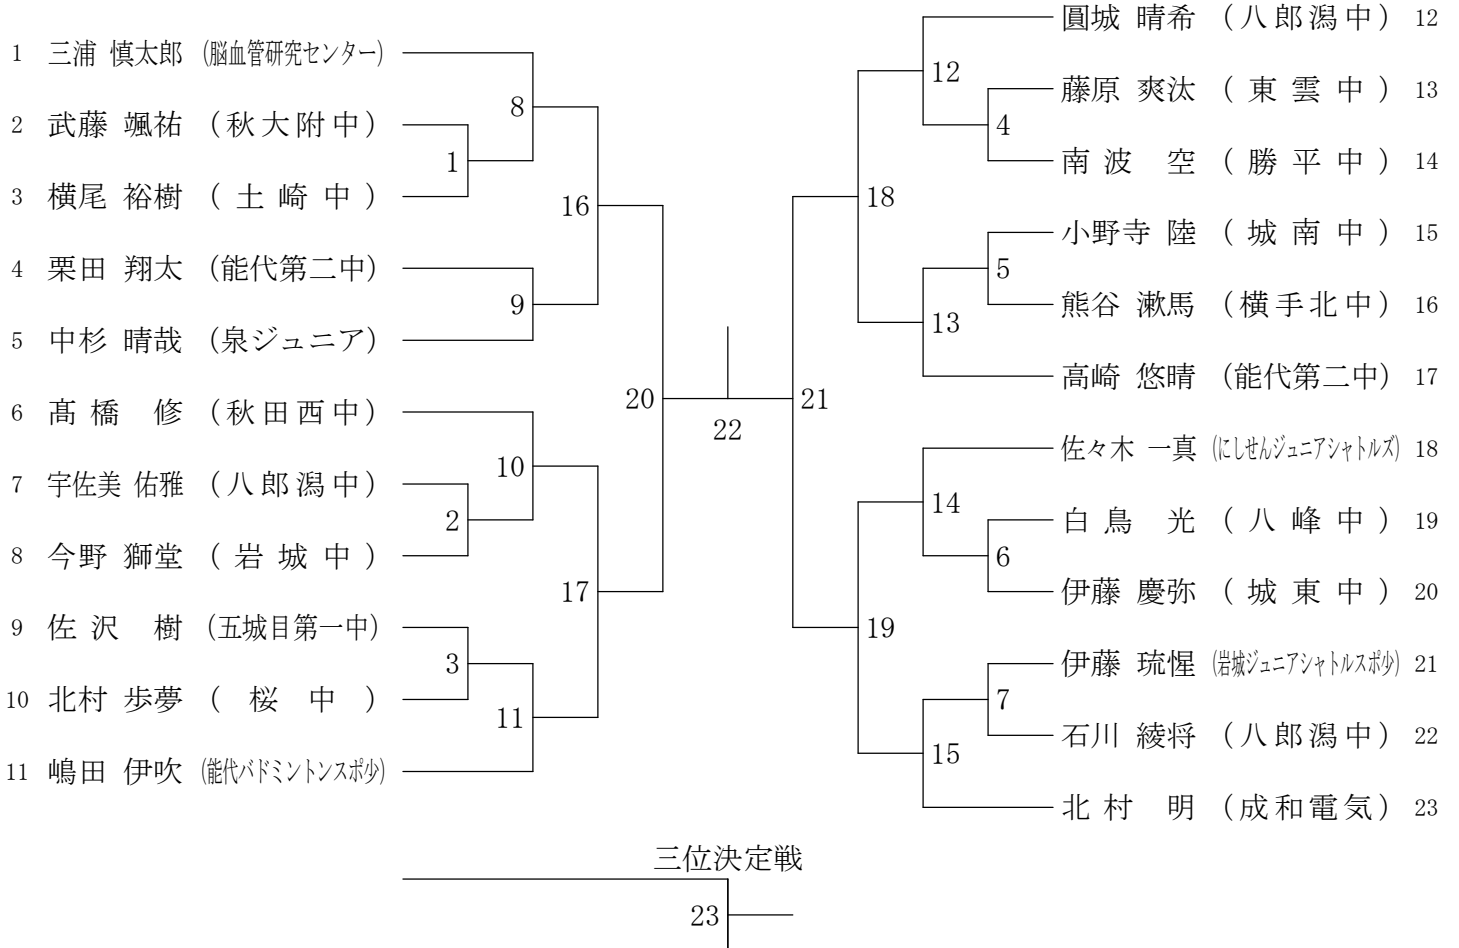 1 三浦 慎太郎 (脳血管研究センター)
2 武藤 颯祐 (秋大附中)
3 横尾 裕樹 (土崎中)
4 栗田 翔太 (能代第二中)
5 中杉 晴哉 (泉ジュニア)
6 髙橋 修 (秋田西中)
7 宇佐美 佑雅 (八郎潟中)
8 今野 獅堂 (岩城中)
9 佐沢 樹 (五城目第一中)
10 北村 歩夢 (桜中)
11 嶋田 伊吹 (能代バドミントンスポ少)
8
1
16
9
20
10
2
17
3
11
22
圓城 晴希 (八郎潟中) 12
藤原 爽汰 (東雲中) 13
南波 空 (勝平中) 14
小野寺 陸 (城南中) 15
熊谷 漱馬 (横手北中) 16
高崎 悠晴 (能代第二中) 17
佐々木 一真 (にしせんジュニアシャトルズ) 18
白鳥 光 (八峰中) 19
伊藤 慶弥 (城東中) 20
伊藤 琉惺 (岩城ジュニアシャトルスポ少) 21
石川 綾将 (八郎潟中) 22
北村 明 (成和電気) 23
12
4
18
5
13
21
14
6
19
7
15
三位決定戦
23